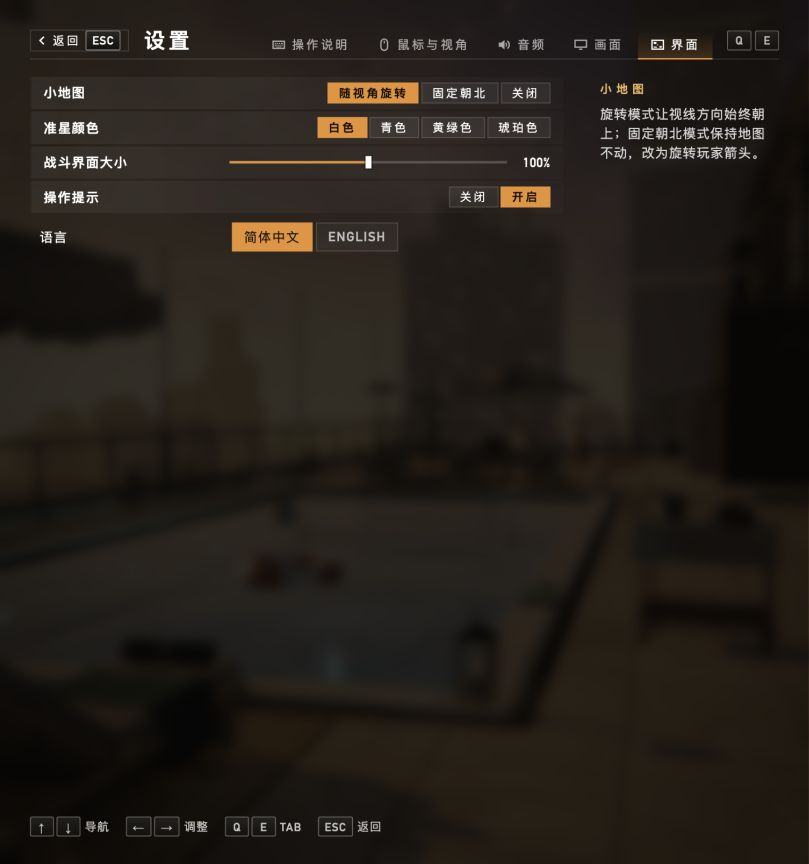 返回 ESC 设置 操作说明 鼠标与视角 音频 画面 界面 Q E
小地图 随视角旋转 固定朝北 关闭
准星颜色 白色 青色 黄绿色 琥珀色
战斗界面大小 100%
操作提示 关闭 开启
语言 简体中文 ENGLISH
小地图
旋转模式让视线方向始终朝
上；固定朝北模式保持地图
不动，改为旋转玩家箭头。
↑ ↓ 导航 ← → 调整 Q E TAB ESC 返回